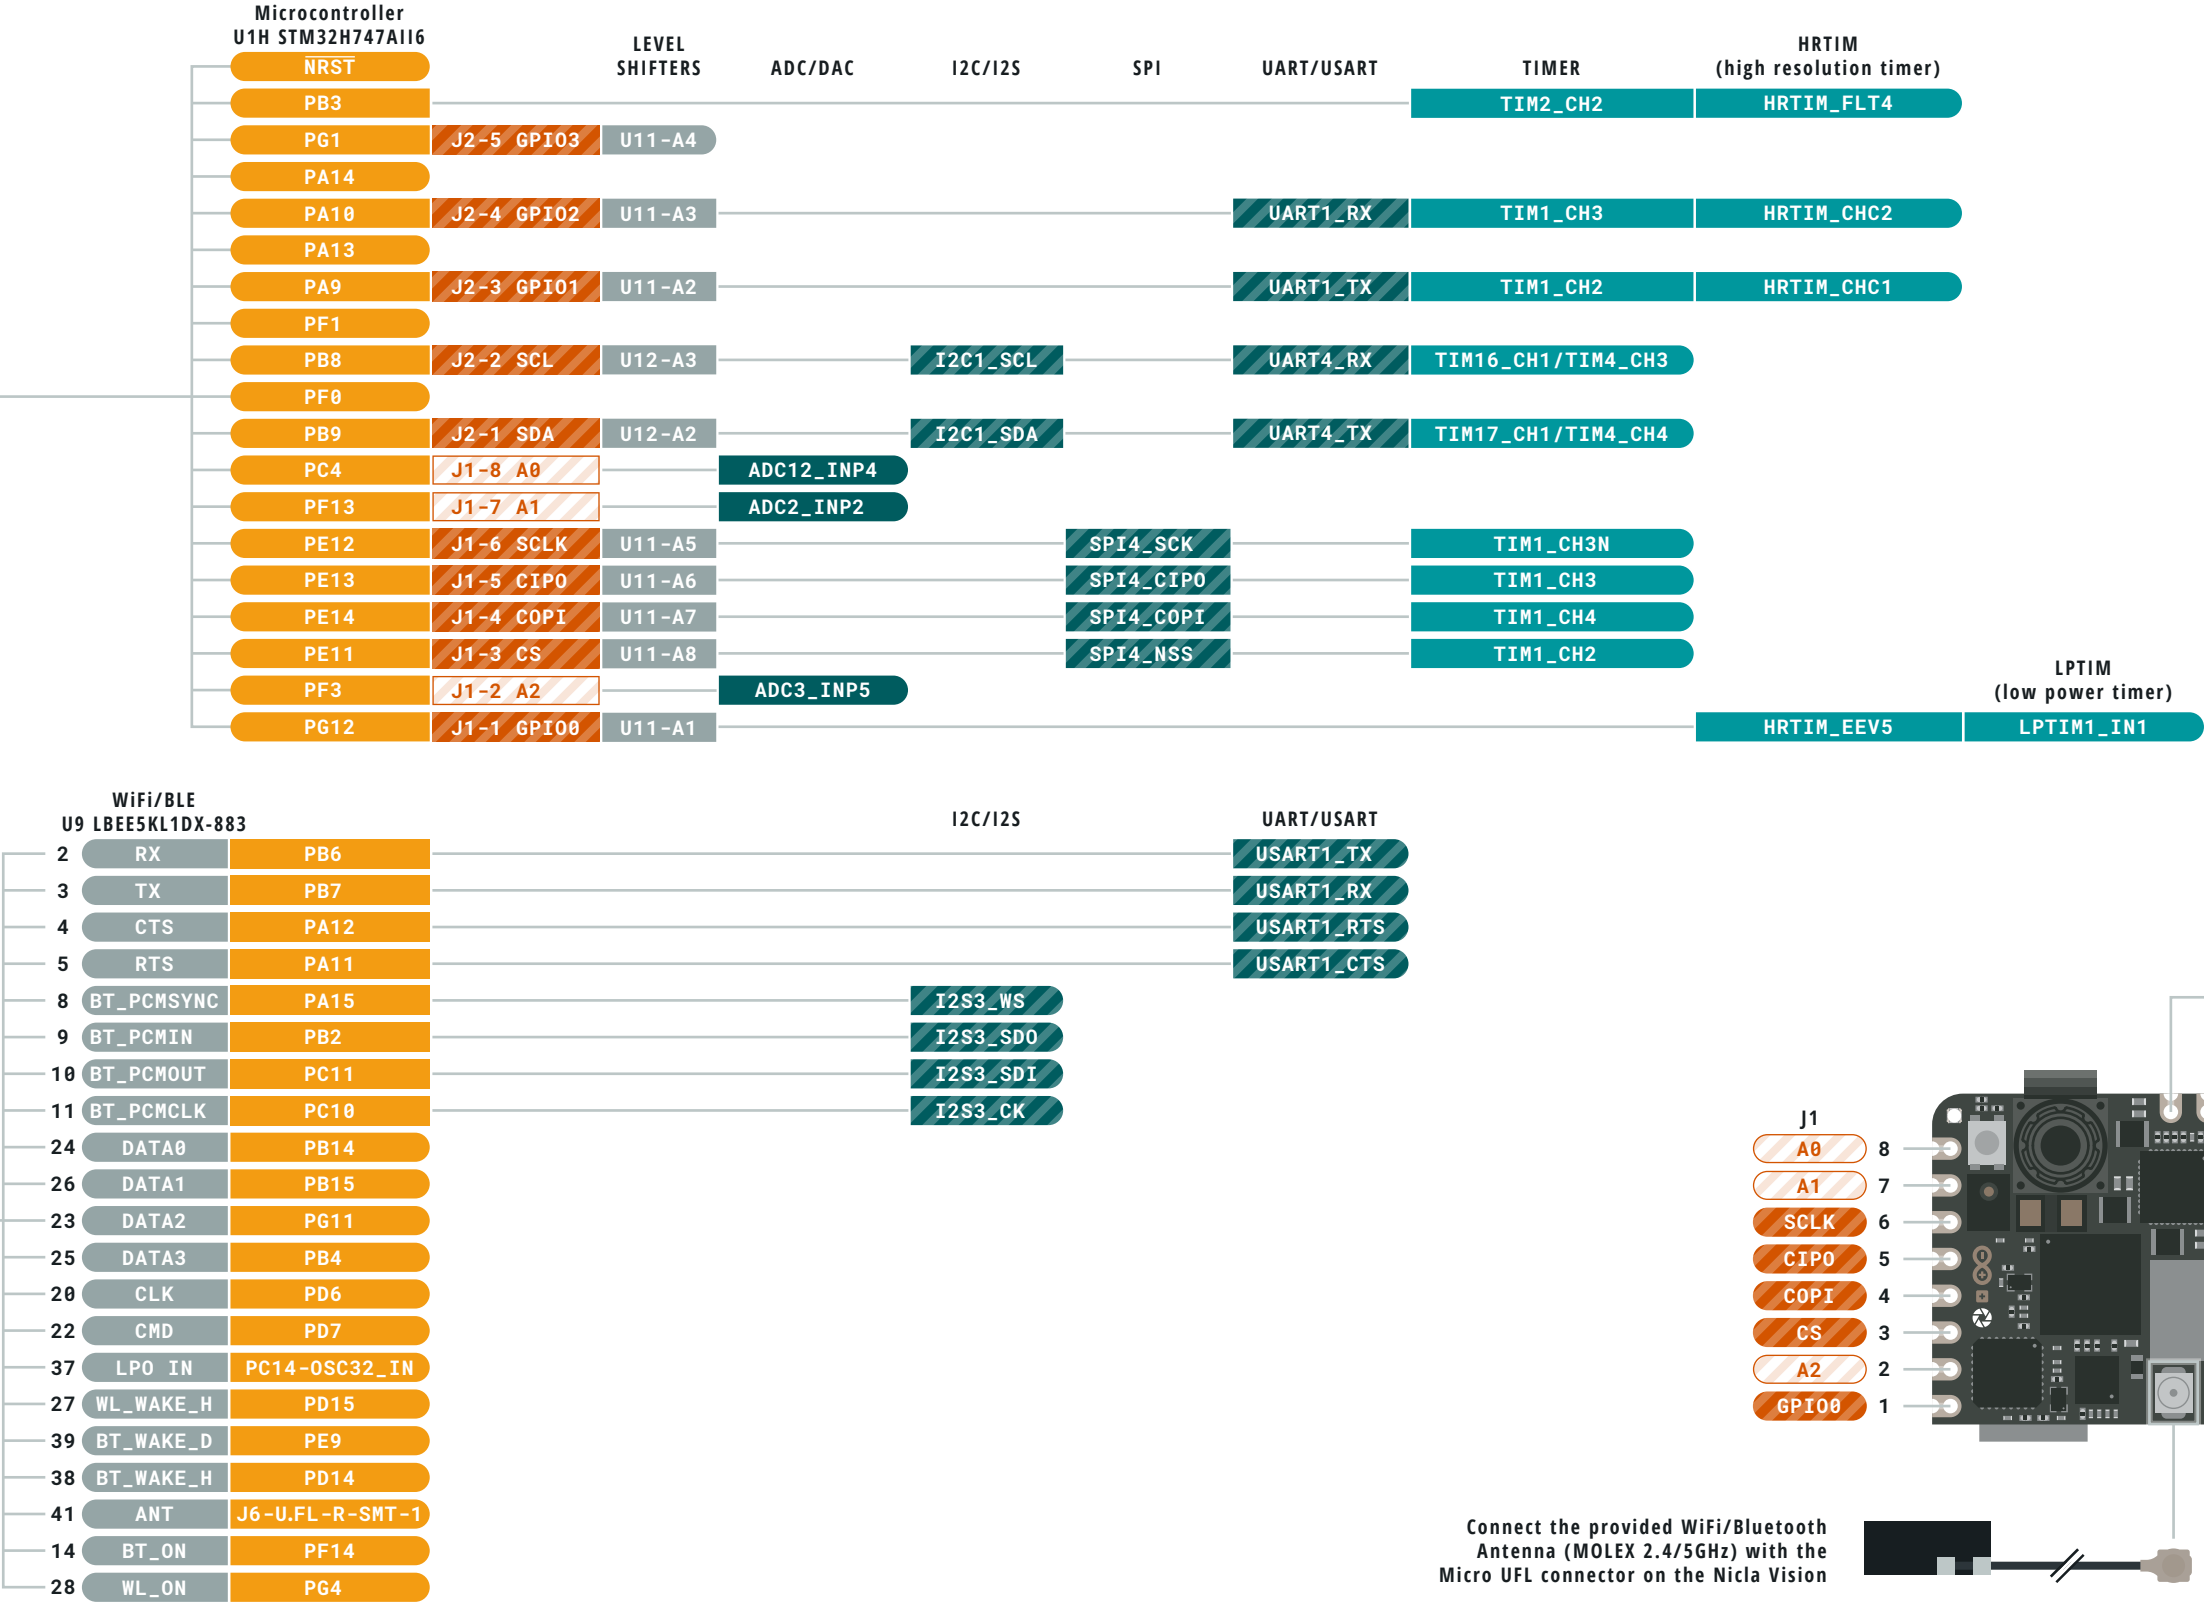 Microcontroller
U1H STM32H747AII6
LEVEL
SHIFTERS
ADC/DAC
I2C/I2S
SPI
UART/USART
TIMER
HRTIM
(high resolution timer)
NRST
PB3 TIM2_CH2 HRTIM_FLT4
PG1 J2-5 GPIO3 U11-A4
PA14
PA10 J2-4 GPIO2 U11-A3 UART1_RX TIM1_CH3 HRTIM_CHC2
PA13
PA9 J2-3 GPIO1 U11-A2 UART1_TX TIM1_CH2 HRTIM_CHC1
PF1
PB8 J2-2 SCL U12-A3 I2C1_SCL UART4_RX TIM16_CH1/TIM4_CH3
PF0
PB9 J2-1 SDA U12-A2 I2C1_SDA UART4_TX TIM17_CH1/TIM4_CH4
PC4 J1-8 A0 ADC12_INP4
PF13 J1-7 A1 ADC2_INP2
PE12 J1-6 SCLK U11-A5 SPI4_SCK TIM1_CH3N
PE13 J1-5 CIPO U11-A6 SPI4_CIPO TIM1_CH3
PE14 J1-4 COPI U11-A7 SPI4_COPI TIM1_CH4
PE11 J1-3 CS U11-A8 SPI4_NSS TIM1_CH2
LPTIM
(low power timer)
PF3 J1-2 A2 ADC3_INP5
PG12 J1-1 GPIO0 U11-A1 HRTIM_EEV5 LPTIM1_IN1
WiFi/BLE
U9 LBEE5KL1DX-883
I2C/I2S
UART/USART
2 RX PB6 USART1_TX
3 TX PB7 USART1_RX
4 CTS PA12 USART1_RTS
5 RTS PA11 USART1_CTS
8 BT_PCMSYNC PA15 I2S3_WS
9 BT_PCMIN PB2 I2S3_SDO
10 BT_PCMOUT PC11 I2S3_SDI
11 BT_PCMCLK PC10 I2S3_CK
24 DATA0 PB14
26 DATA1 PB15
23 DATA2 PG11
25 DATA3 PB4
20 CLK PD6
22 CMD PD7
37 LPO IN PC14-OSC32_IN
27 WL_WAKE_H PD15
39 BT_WAKE_D PE9
38 BT_WAKE_H PD14
41 ANT J6-U.FL-R-SMT-1
14 BT_ON PF14
28 WL_ON PG4
J1
A0 8
A1 7
SCLK 6
CIPO 5
COPI 4
CS 3
A2 2
GPIO0 1
Connect the provided WiFi/Bluetooth
Antenna (MOLEX 2.4/5GHz) with the
Micro UFL connector on the Nicla Vision